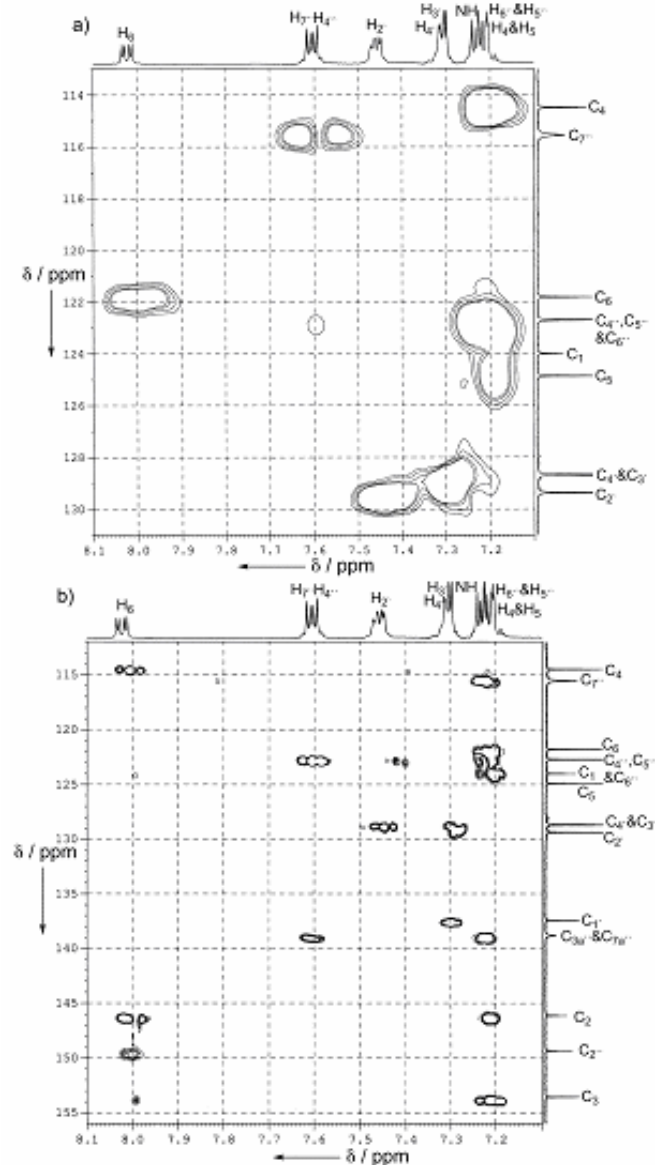 a)
H₆
H₇″ H₄″
H₂′
H₃′
H₄′
NH
H₆″ &H₅″
H₄&H₅
114
116
118
120
122
124
126
128
130
δ / ppm
C₄
C₇″
C₆
C₄″,C₅″
&C₆″
C₁
C₅
C₄′&C₃′
C₂′
8.1 8.0 7.9 7.8 7.7 7.6 7.5 7.4 7.3 7.2
δ / ppm
b)
H₆
H₇″ H₄″
H₂′
H₃′
H₄′
NH
H₆″ &H₅″
H₄&H₅
115
120
125
130
135
140
145
150
155
δ / ppm
C₄
C₇″
C₆
C₄″,C₅″
C₁ &C₆″
C₅
C₄′&C₃′
C₂′
C₁′
C₃ₐ″&C₇ₐ″
C₂
C₂″
C₃
8.1 8.0 7.9 7.8 7.7 7.6 7.5 7.4 7.3 7.2
δ / ppm